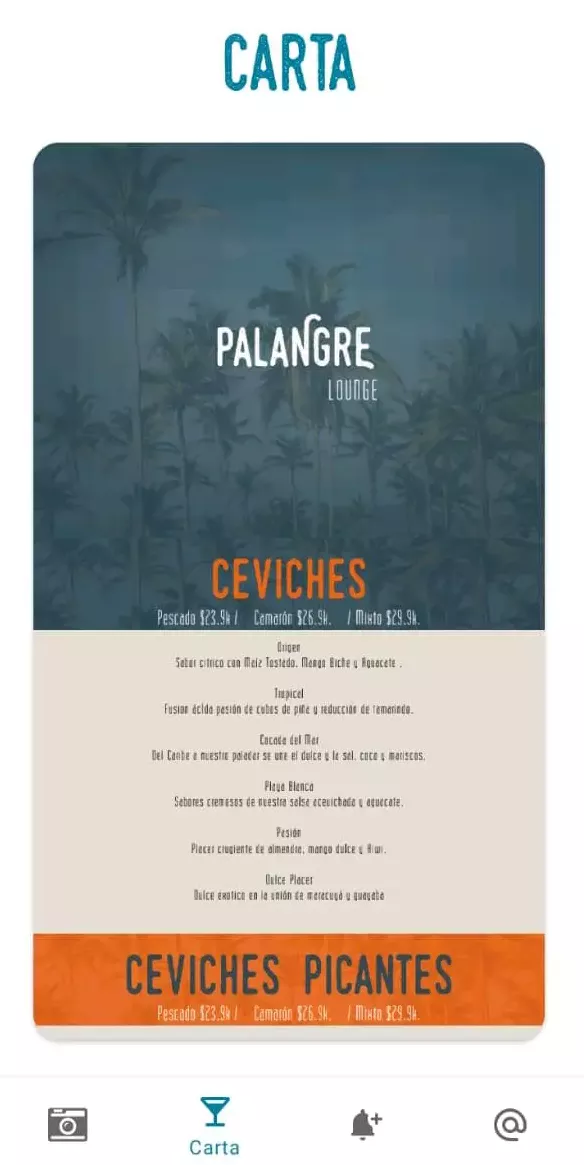 CARTA
PALANGRE
LOUNGE
CEVICHES
Pescado $23.9k / Camarón $26.9k. / Mixto $29.9k.
Origen
Sabor cítrico con Maíz Tostado, Mango Biche y Aguacate .
Tropical
Fusion ácida pasión de cubos de piña y reducción de tamarindo.
Cocada del Mar
Del Caribe a nuestro paladar se une el dulce y la sal, coco y mariscos.
Playa Blanca
Sabores cremosos de nuestra salsa acevichada y aguacate.
Pasión
Placer crugiente de almendra, mango dulce y Kiwi.
Dulce Placer
Dulce exotico en la unión de maracuyá y guayaba
CEVICHES PICANTES
Pescado $23.9k / Camarón $26.9k. / Mixto $29.9k.
Carta